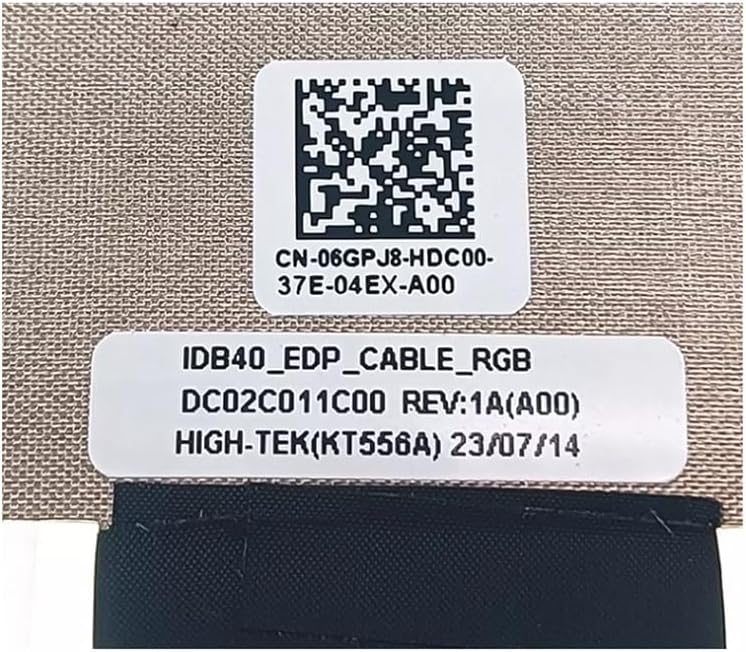 CN-06GPJ8-HDC00-
37E-04EX-A00
IDB40_EDP_CABLE_RGB
DC02C011C00 REV:1A(A00)
HIGH-TEK(KT556A) 23/07/14